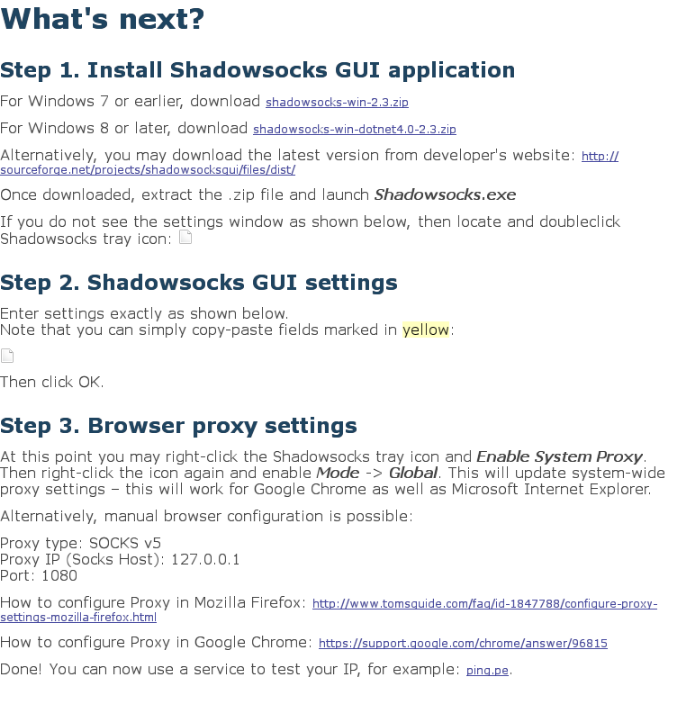 What's next?
Step 1. Install Shadowsocks GUI application
For Windows 7 or earlier, download shadowsocks-win-2.3.zip
For Windows 8 or later, download shadowsocks-win-dotnet4.0-2.3.zip
Alternatively, you may download the latest version from developer's website: http://
sourceforge.net/projects/shadowsocksgui/files/dist/
Once downloaded, extract the .zip file and launch Shadowsocks.exe
If you do not see the settings window as shown below, then locate and doubleclick
Shadowsocks tray icon:
Step 2. Shadowsocks GUI settings
Enter settings exactly as shown below.
Note that you can simply copy-paste fields marked in yellow:
Then click OK.
Step 3. Browser proxy settings
At this point you may right-click the Shadowsocks tray icon and Enable System Proxy.
Then right-click the icon again and enable Mode -> Global. This will update system-wide
proxy settings – this will work for Google Chrome as well as Microsoft Internet Explorer.
Alternatively, manual browser configuration is possible:
Proxy type: SOCKS v5
Proxy IP (Socks Host): 127.0.0.1
Port: 1080
How to configure Proxy in Mozilla Firefox: http://www.tomsguide.com/faq/id-1847788/configure-proxy-
settings-mozilla-firefox.html
How to configure Proxy in Google Chrome: https://support.google.com/chrome/answer/96815
Done! You can now use a service to test your IP, for example: ping.pe.